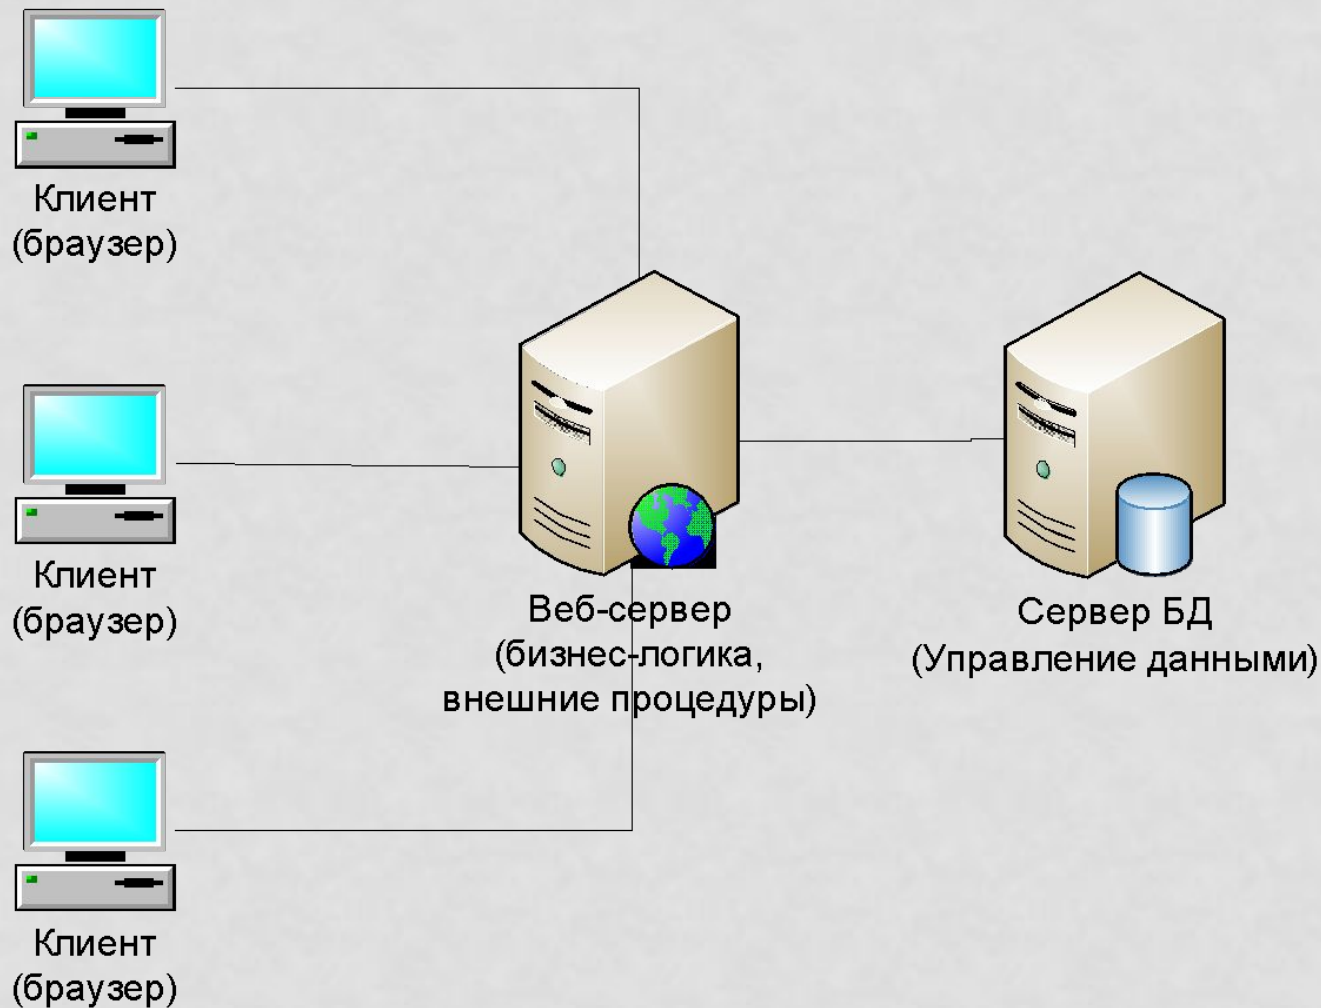 Клиент
(браузер)
Клиент
(браузер)
Веб-сервер
(бизнес-логика,
внешние процедуры)
Сервер БД
(Управление данными)
Клиент
(браузер)